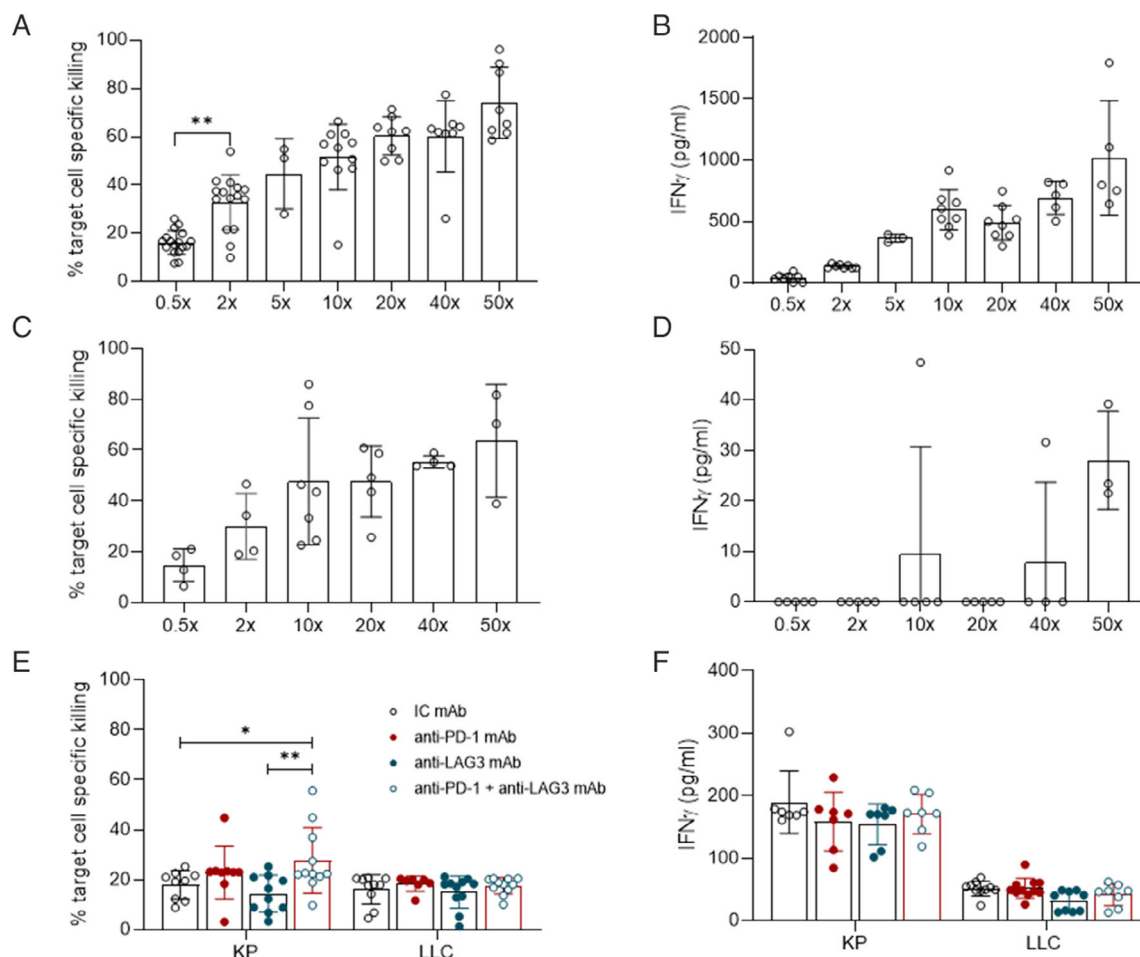 A
% target cell specific killing
100
80
60
40
20
0
**
0.5x 2x 5x 10x 20x 40x 50x
B
IFNγ (pg/ml)
2000
1500
1000
500
0
0.5x 2x 5x 10x 20x 40x 50x
C
% target cell specific killing
100
80
60
40
20
0
0.5x 2x 10x 20x 40x 50x
D
IFNγ (pg/ml)
50
40
30
20
10
0
0.5x 2x 10x 20x 40x 50x
E
% target cell specific killing
100
80
60
40
20
0
*
**
IC mAb
anti-PD-1 mAb
anti-LAG3 mAb
anti-PD-1 + anti-LAG3 mAb
KP LLC
F
IFNγ (pg/ml)
400
300
200
100
0
KP LLC